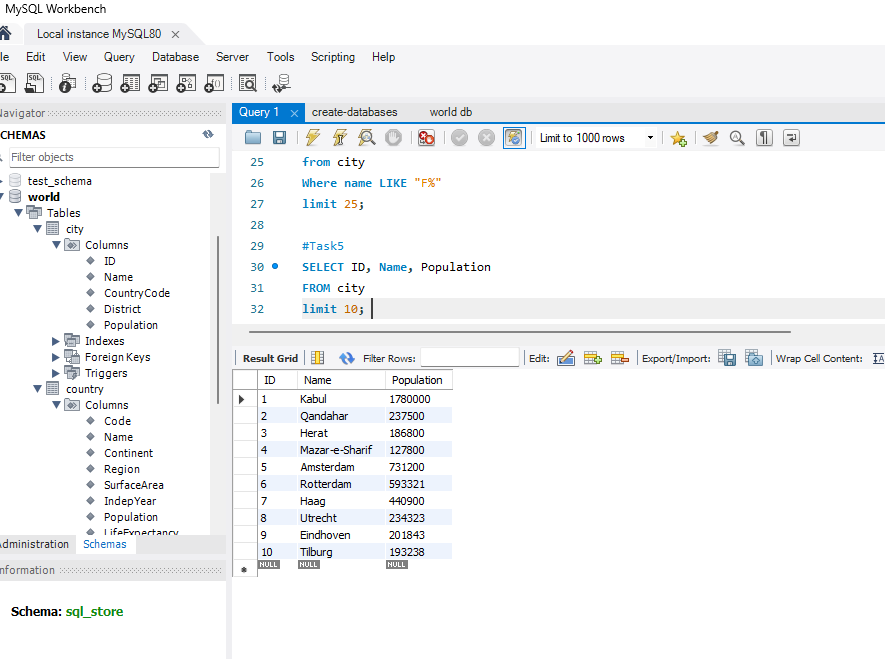 MySQL Workbench
Local instance MySQL80
le Edit View Query Database Server Tools Scripting Help
SQL SQL
Navigator
CHEMAS
Filter objects
test_schema
world
Tables
city
Columns
ID
Name
CountryCode
District
Population
Indexes
Foreign Keys
Triggers
country
Columns
Code
Name
Continent
Region
SurfaceArea
IndepYear
Population
LifeExpectancy
Administration Schemas
nformation
Schema: sql_store
Query 1 create-databases world db
Limit to 1000 rows
25 from city
26 Where name LIKE "F%"
27 limit 25;
28
29 #Task5
30 SELECT ID, Name, Population
31 FROM city
32 limit 10;
Result Grid Filter Rows: Edit: Export/Import: Wrap Cell Content:
ID Name Population
1 Kabul 1780000
2 Qandahar 237500
3 Herat 186800
4 Mazar-e-Sharif 127800
5 Amsterdam 731200
6 Rotterdam 593321
7 Haag 440900
8 Utrecht 234323
9 Eindhoven 201843
10 Tilburg 193238
NULL NULL NULL